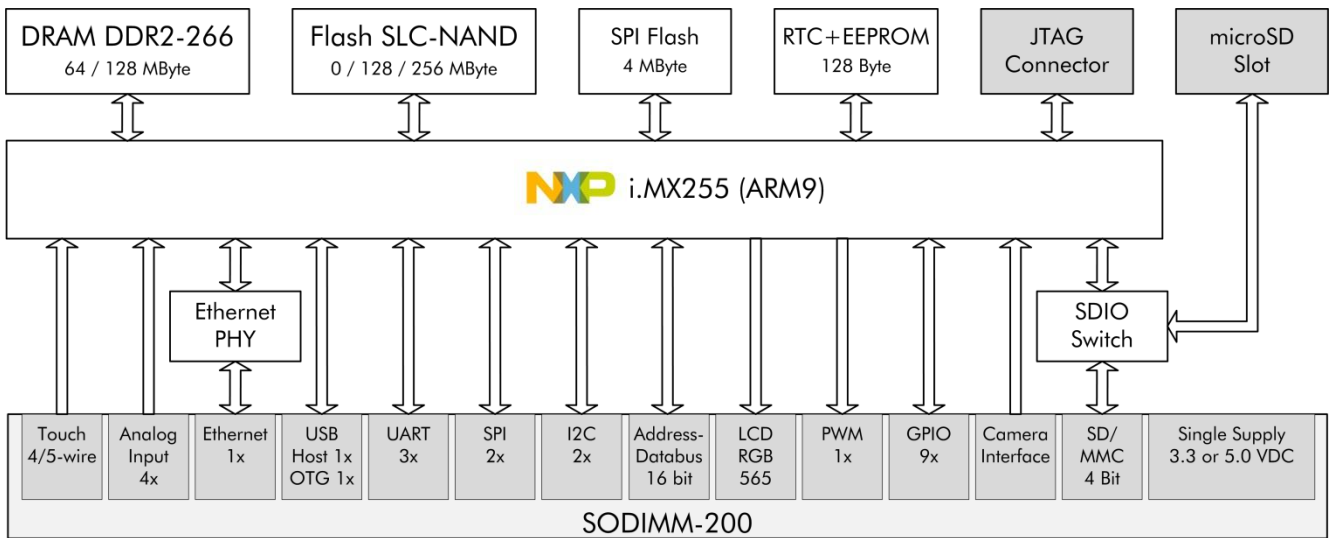 DRAM DDR2-266
64 / 128 MByte
Flash SLC-NAND
0 / 128 / 256 MByte
SPI Flash
4 MByte
RTC+EEPROM
128 Byte
JTAG
Connector
microSD
Slot
NXP i.MX255 (ARM9)
Ethernet
PHY
SDIO
Switch
Touch
4/5-wire
Analog
Input
4x
Ethernet
1x
USB
Host 1x
OTG 1x
UART
3x
SPI
2x
I2C
2x
Address-
Databus
16 bit
LCD
RGB
565
PWM
1x
GPIO
9x
Camera
Interface
SD/
MMC
4 Bit
Single Supply
3.3 or 5.0 VDC
SODIMM-200